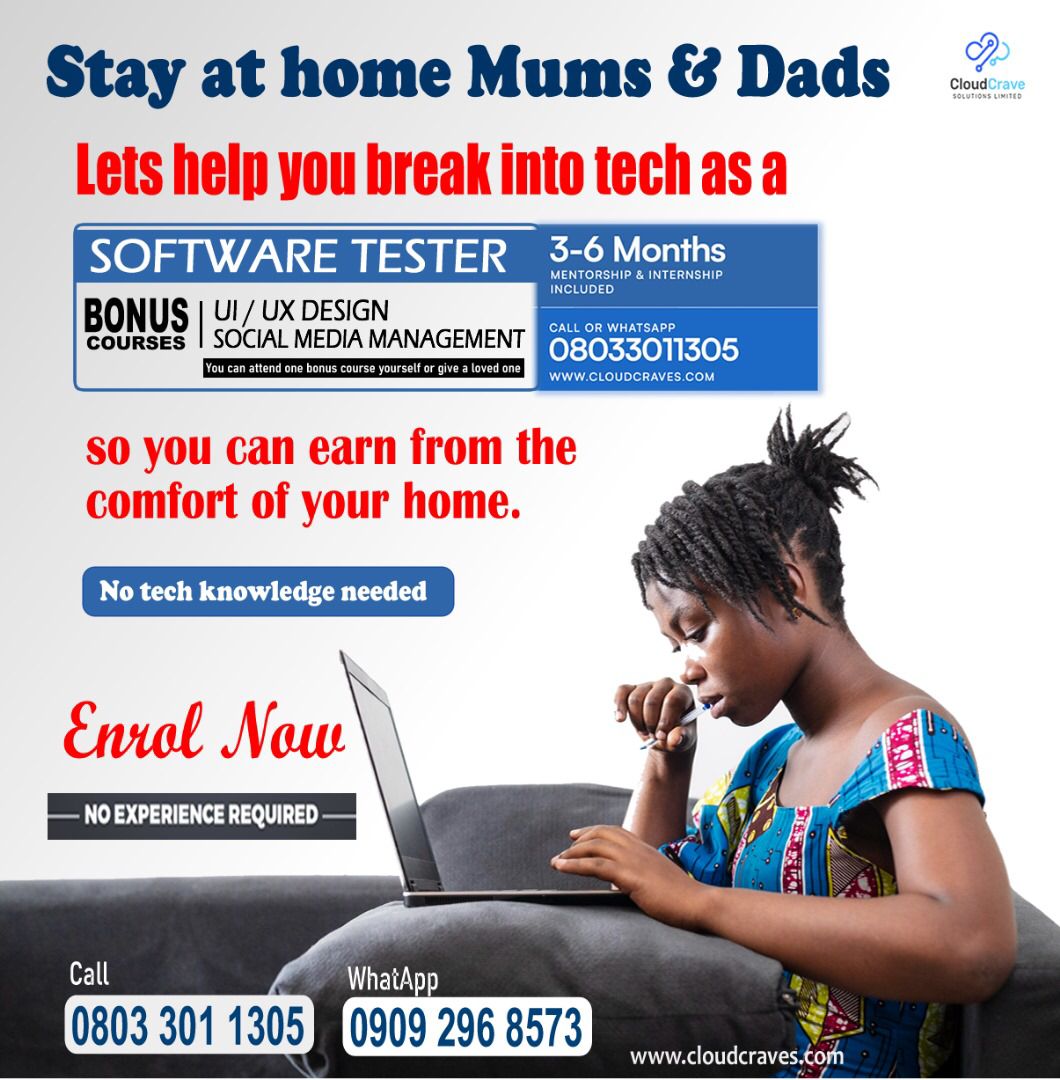 Stay at home Mums & Dads
CloudCrave
SOLUTIONS LIMITED
Lets help you break into tech as a
SOFTWARE TESTER
BONUS
COURSES
UI / UX DESIGN
SOCIAL MEDIA MANAGEMENT
You can attend one bonus course yourself or give a loved one
3-6 Months
MENTORSHIP & INTERNSHIP
INCLUDED
CALL OR WHATSAPP
08033011305
WWW.CLOUDCRAVES.COM
so you can earn from the
comfort of your home.
No tech knowledge needed
Enrol Now
NO EXPERIENCE REQUIRED
Call
0803 301 1305
WhatApp
0909 296 8573
www.cloudcraves.com